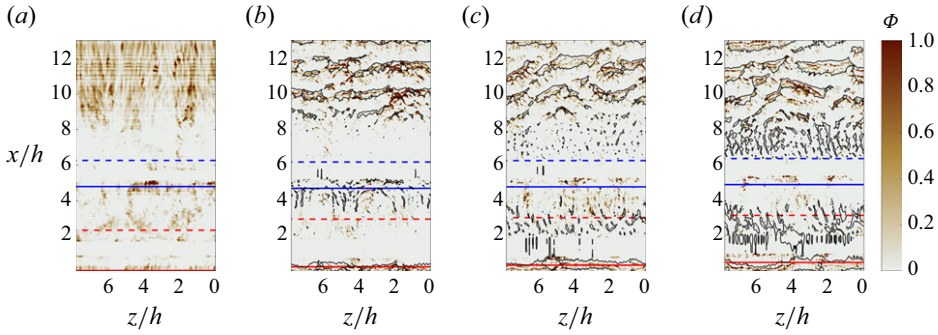 (a) (b) (c) (d) Φ
12 12 12 12 1.0
10 10 10 10 0.8
8 8 8 8 0.6
x/h 6 6 6 6
4 4 4 4 0.4
2 2 2 2 0.2
0
6 4 2 0 6 4 2 0 6 4 2 0 6 4 2 0
z/h z/h z/h z/h